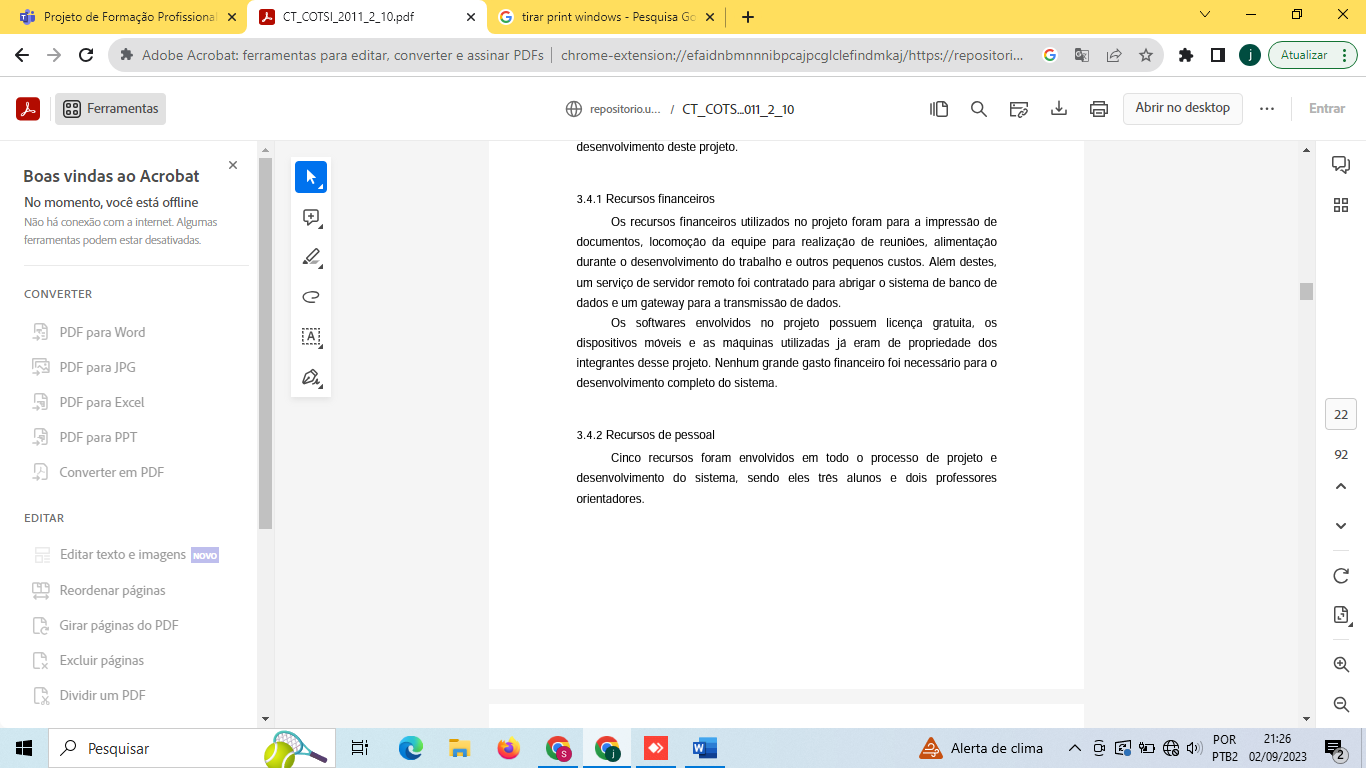 Projeto de Formação Profissional
CT_COTSI_2011_2_10.pdf
tirar print windows - Pesquisa Go
Adobe Acrobat: ferramentas para editar, converter e assinar PDFs
chrome-extension://efaidnbmnnnibpcajpcglclefindmkaj/https://repositori...
j
Atualizar
Ferramentas
repositorio.u... / CT_COTS...011_2_10
Abrir no desktop
Entrar
Boas vindas ao Acrobat
No momento, você está offline
Não há conexão com a internet. Algumas
ferramentas podem estar desativadas.
CONVERTER
PDF para Word
PDF para JPG
PDF para Excel
PDF para PPT
Converter em PDF
EDITAR
Editar texto e imagens NOVO
Reordenar páginas
Girar páginas do PDF
Excluir páginas
Dividir um PDF
desenvolvimento deste projeto.
3.4.1 Recursos financeiros
Os recursos financeiros utilizados no projeto foram para a impressão de
documentos, locomoção da equipe para realização de reuniões, alimentação
durante o desenvolvimento do trabalho e outros pequenos custos. Além destes,
um serviço de servidor remoto foi contratado para abrigar o sistema de banco de
dados e um gateway para a transmissão de dados.
Os softwares envolvidos no projeto possuem licença gratuita, os
dispositivos móveis e as máquinas utilizadas já eram de propriedade dos
integrantes desse projeto. Nenhum grande gasto financeiro foi necessário para o
desenvolvimento completo do sistema.
3.4.2 Recursos de pessoal
Cinco recursos foram envolvidos em todo o processo de projeto e
desenvolvimento do sistema, sendo eles três alunos e dois professores
orientadores.
22
92
Pesquisar
s
j
Alerta de clima
POR
PTB2
21:26
02/09/2023
2